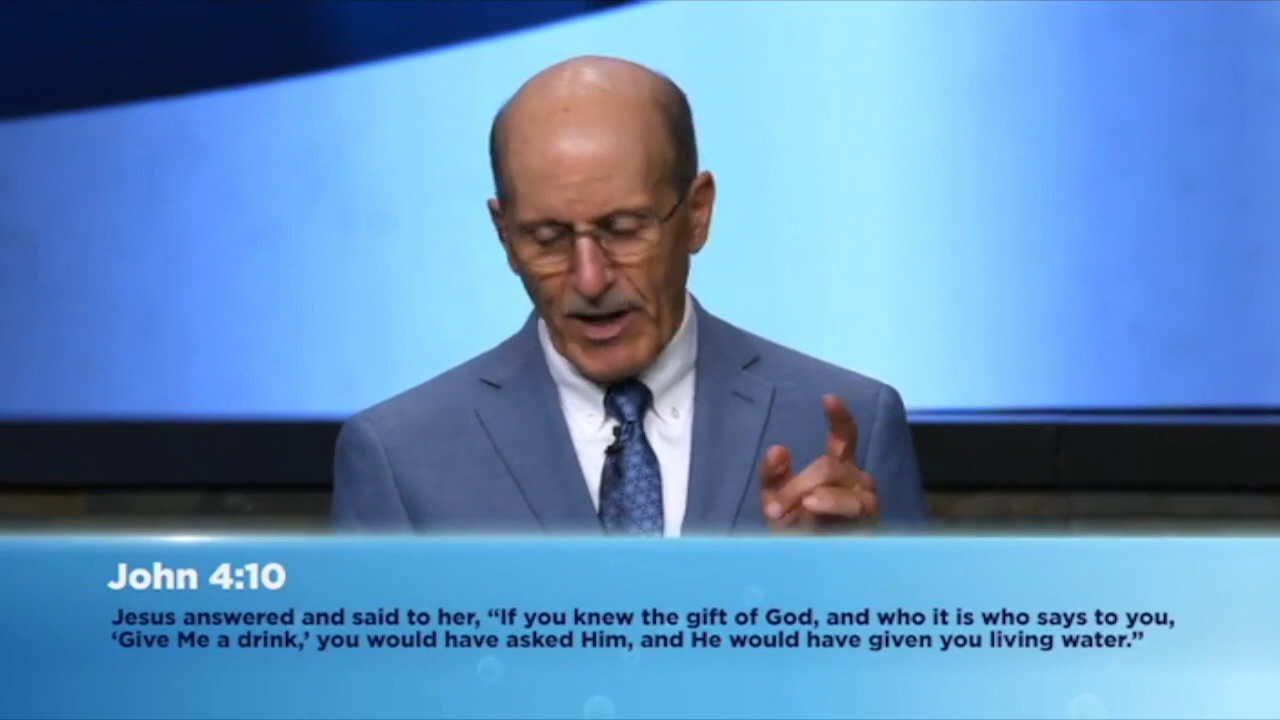 John 4:10
Jesus answered and said to her, “If you knew the gift of God, and who it is who says to you,
‘Give Me a drink,’ you would have asked Him, and He would have given you living water.”